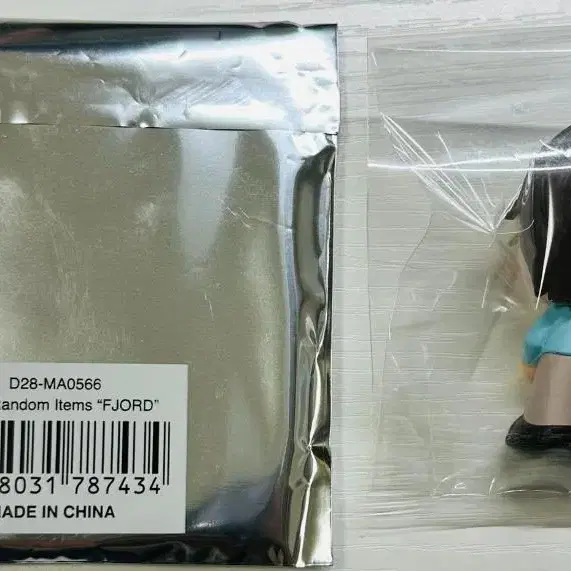 D28-MA0566
Random Items “FJORD”
8031 787434
MADE IN CHINA